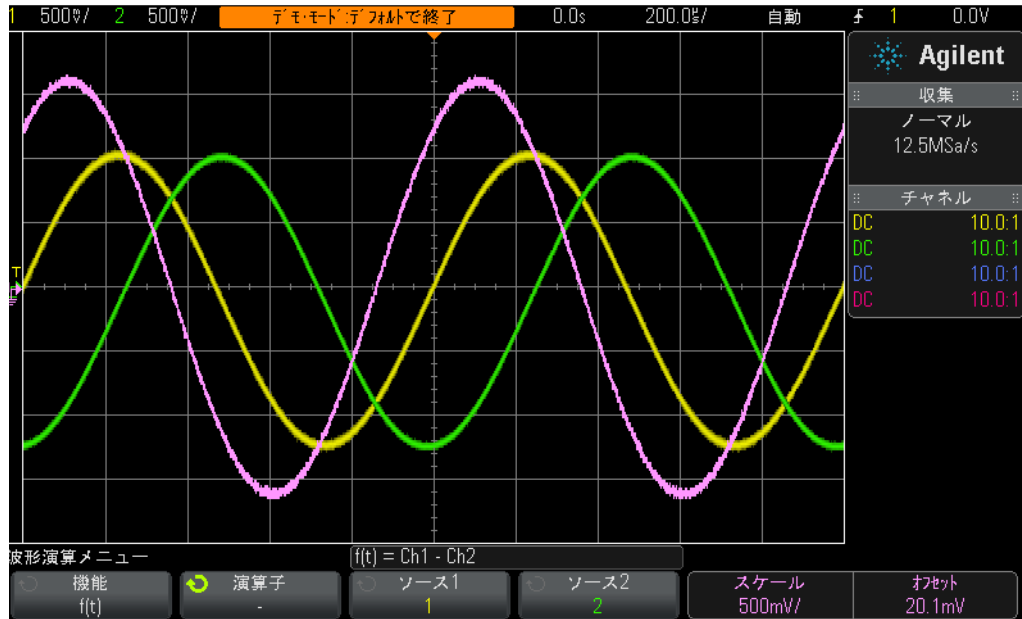 1 500㎷/ 2 500㎷/ デモ・モード:デフォルトで終了 0.0s 200.0㎲/ 自動 1 0.0V
Agilent
収集
ノーマル
12.5MSa/s
チャネル
DC 10.0:1
DC 10.0:1
DC 10.0:1
DC 10.0:1
T
波形演算メニュー f(t) = Ch1 - Ch2
機能 演算子 ソース1 ソース2 スケール オフセット
f(t) - 1 2 500mV/ 20.1mV